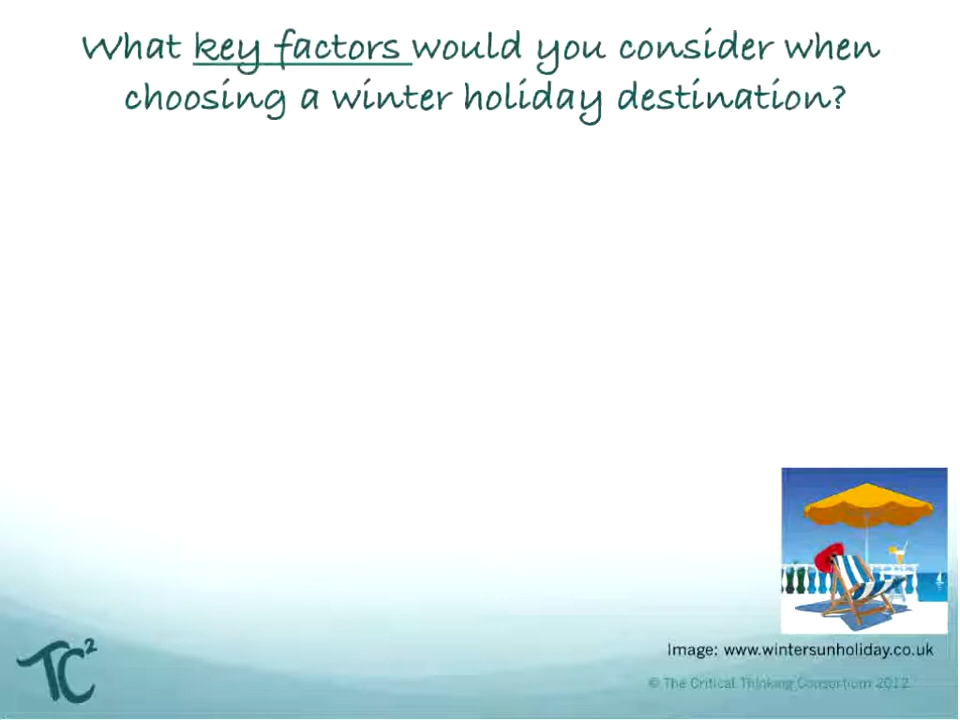 What key factors would you consider when
choosing a winter holiday destination?
Image: www.wintersunholiday.co.uk
TC²
© The Critical Thinking Consortium 2012